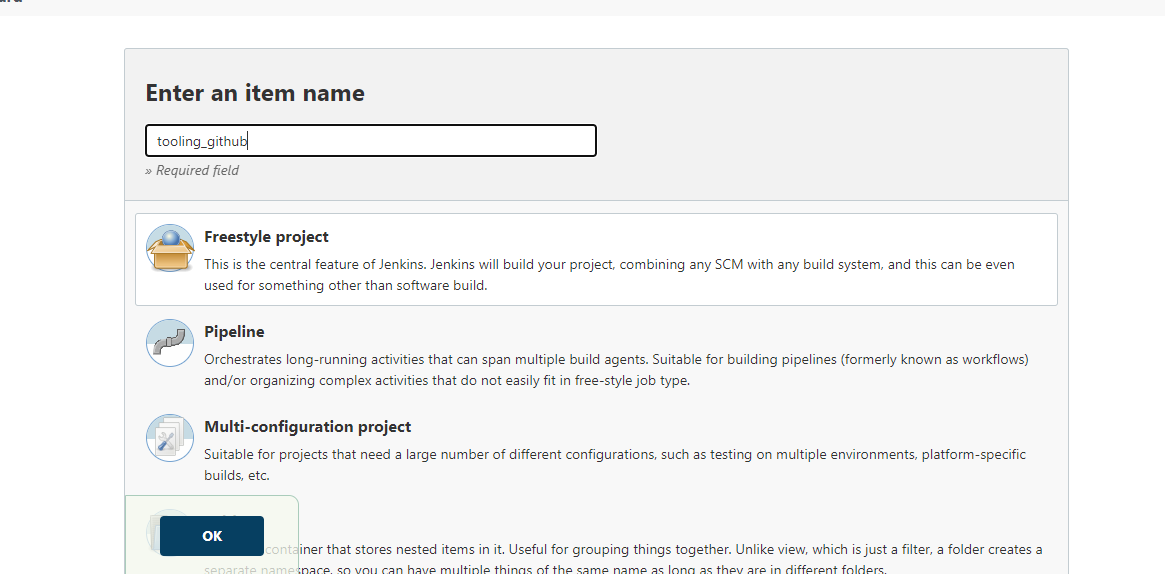 Enter an item name
tooling_github
» Required field
Freestyle project
This is the central feature of Jenkins. Jenkins will build your project, combining any SCM with any build system, and this can be even
used for something other than software build.
Pipeline
Orchestrates long-running activities that can span multiple build agents. Suitable for building pipelines (formerly known as workflows)
and/or organizing complex activities that do not easily fit in free-style job type.
Multi-configuration project
Suitable for projects that need a large number of different configurations, such as testing on multiple environments, platform-specific
builds, etc.
OK
container that stores nested items in it. Useful for grouping things together. Unlike view, which is just a filter, a folder creates a
separate namespace, so you can have multiple things of the same name as long as they are in different folders.